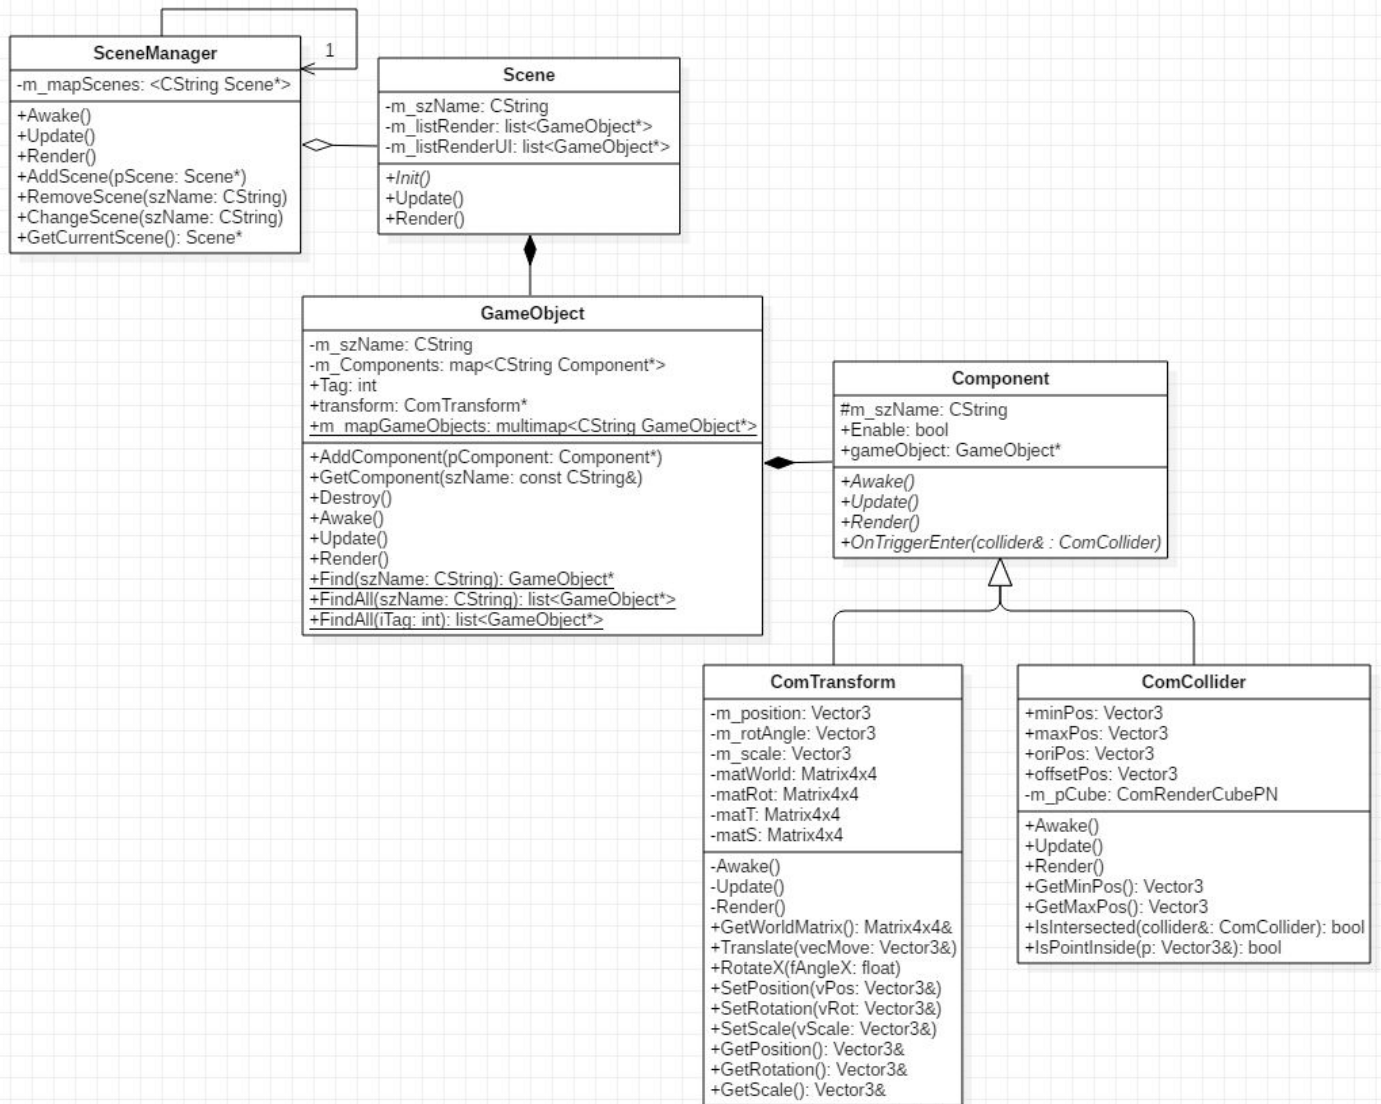 SceneManager
1
-m_mapScenes: <CString Scene*>
+Awake()
+Update()
+Render()
+AddScene(pScene: Scene*)
+RemoveScene(szName: CString)
+ChangeScene(szName: CString)
+GetCurrentScene(): Scene*
Scene
-m_szName: CString
-m_listRender: list<GameObject*>
-m_listRenderUI: list<GameObject*>
+Init()
+Update()
+Render()
GameObject
-m_szName: CString
-m_Components: map<CString Component*>
+Tag: int
+transform: ComTransform*
+m_mapGameObjects: multimap<CString GameObject*>
+AddComponent(pComponent: Component*)
+GetComponent(szName: const CString&)
+Destroy()
+Awake()
+Update()
+Render()
+Find(szName: CString): GameObject*
+FindAll(szName: CString): list<GameObject*>
+FindAll(iTag: int): list<GameObject*>
Component
#m_szName: CString
+Enable: bool
+gameObject: GameObject*
+Awake()
+Update()
+Render()
+OnTriggerEnter(collider& : ComCollider)
ComTransform
-m_position: Vector3
-m_rotAngle: Vector3
-m_scale: Vector3
-matWorld: Matrix4x4
-matRot: Matrix4x4
-matT: Matrix4x4
-matS: Matrix4x4
-Awake()
-Update()
-Render()
+GetWorldMatrix(): Matrix4x4&
+Translate(vecMove: Vector3&)
+RotateX(fAngleX: float)
+SetPosition(vPos: Vector3&)
+SetRotation(vRot: Vector3&)
+SetScale(vScale: Vector3&)
+GetPosition(): Vector3&
+GetRotation(): Vector3&
+GetScale(): Vector3&
ComCollider
+minPos: Vector3
+maxPos: Vector3
+oriPos: Vector3
+offsetPos: Vector3
-m_pCube: ComRenderCubePN
+Awake()
+Update()
+Render()
+GetMinPos(): Vector3
+GetMaxPos(): Vector3
+IsIntersected(collider&: ComCollider): bool
+IsPointInside(p: Vector3&): bool